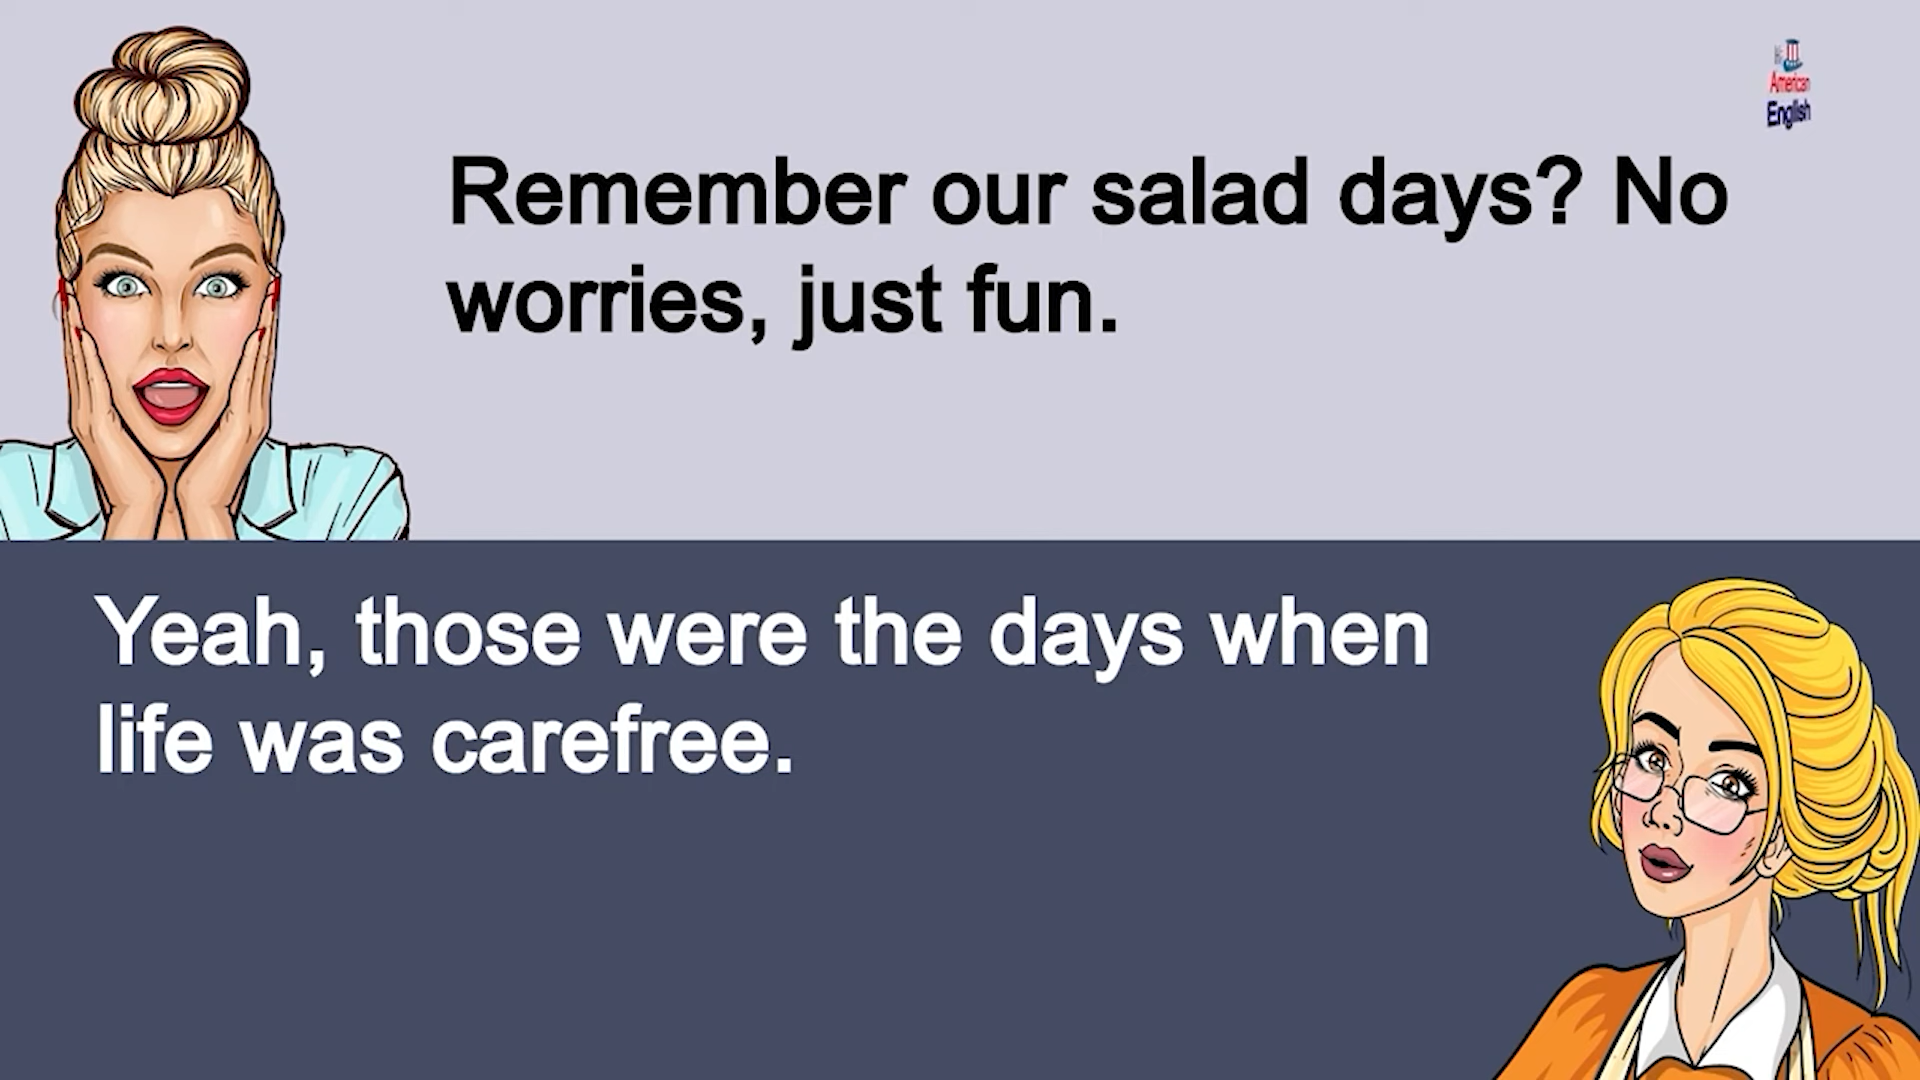 American
English
Remember our salad days? No
worries, just fun.
Yeah, those were the days when
life was carefree.